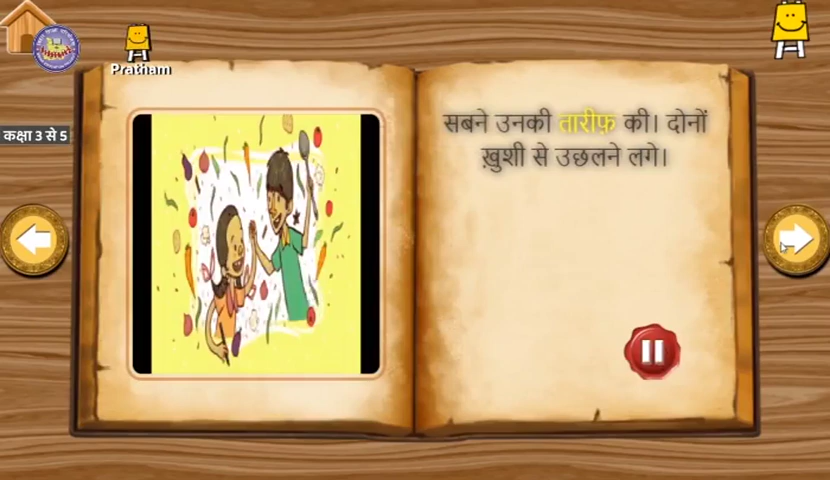 Pratham
कक्षा 3 से 5
सबने उनकी तारीफ़ की। दोनों
ख़ुशी से उछलने लगे।